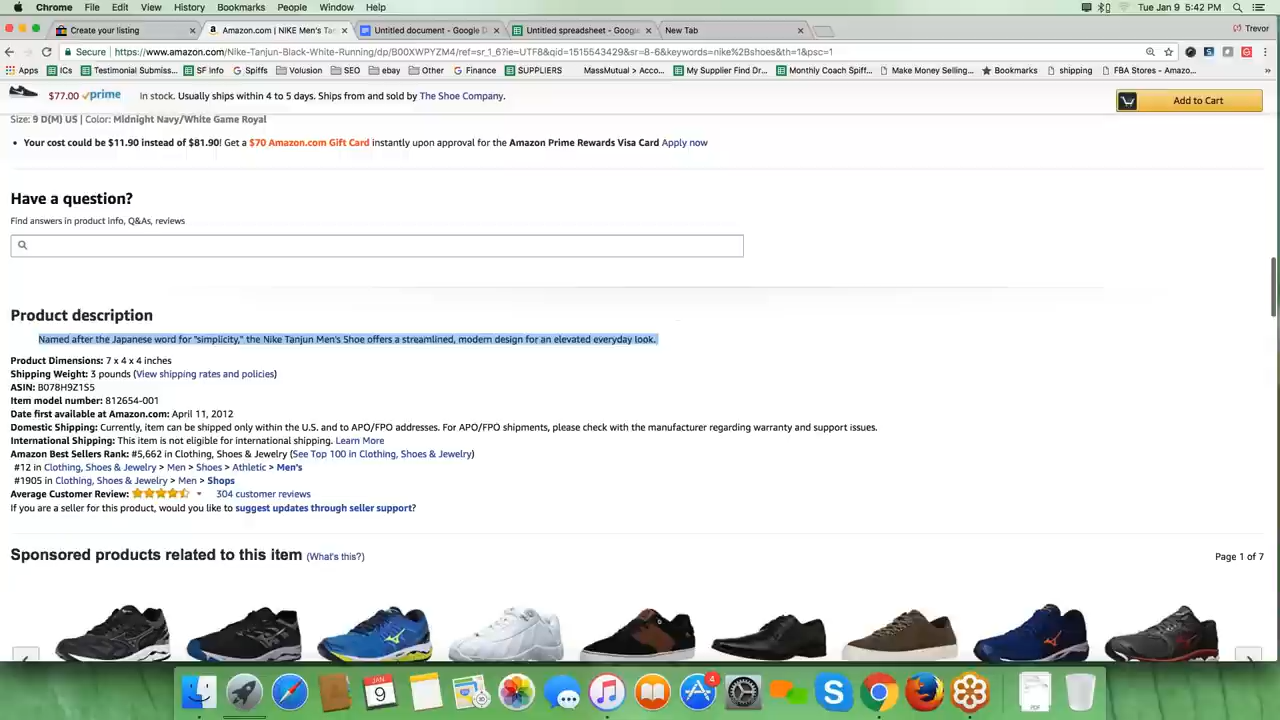 Chrome File Edit View History Bookmarks People Window Help Tue Jan 9 5:42 PM
Create your listing Amazon.com | NIKE Men's Tan Untitled document - Google D Untitled spreadsheet - Google New Tab Trevor
Secure https://www.amazon.com/Nike-Tanjun-Black-White-Running/dp/B00XWPYZM4/ref=sr_1_6?ie=UTF8&qid=1515543429&sr=8-6&keywords=nike%2Bshoes&th=1&psc=1
Apps ICs Testimonial Submiss... SF Info Spiffs Volusion SEO ebay Other Finance SUPPLIERS MassMutual > Acco... My Supplier Find Dr... Monthly Coach Spiff... Make Money Selling... Bookmarks shipping FBA Stores - Amazo... »
$77.00 prime In stock. Usually ships within 4 to 5 days. Ships from and sold by The Shoe Company. Add to Cart
Size: 9 D(M) US | Color: Midnight Navy/White Game Royal
• Your cost could be $11.90 instead of $81.90! Get a $70 Amazon.com Gift Card instantly upon approval for the Amazon Prime Rewards Visa Card Apply now
Have a question?
Find answers in product info, Q&As, reviews
Product description
Named after the Japanese word for "simplicity," the Nike Tanjun Men's Shoe offers a streamlined, modern design for an elevated everyday look.
Product Dimensions: 7 x 4 x 4 inches
Shipping Weight: 3 pounds (View shipping rates and policies)
ASIN: B078H9Z1S5
Item model number: 812654-001
Date first available at Amazon.com: April 11, 2012
Domestic Shipping: Currently, item can be shipped only within the U.S. and to APO/FPO addresses. For APO/FPO shipments, please check with the manufacturer regarding warranty and support issues.
International Shipping: This item is not eligible for international shipping. Learn More
Amazon Best Sellers Rank: #5,662 in Clothing, Shoes & Jewelry (See Top 100 in Clothing, Shoes & Jewelry)
#12 in Clothing, Shoes & Jewelry > Men > Shoes > Athletic > Men's
#1905 in Clothing, Shoes & Jewelry > Men > Shops
Average Customer Review: 304 customer reviews
If you are a seller for this product, would you like to suggest updates through seller support?
Sponsored products related to this item (What's this?) Page 1 of 7
JAN
9
4
PDF